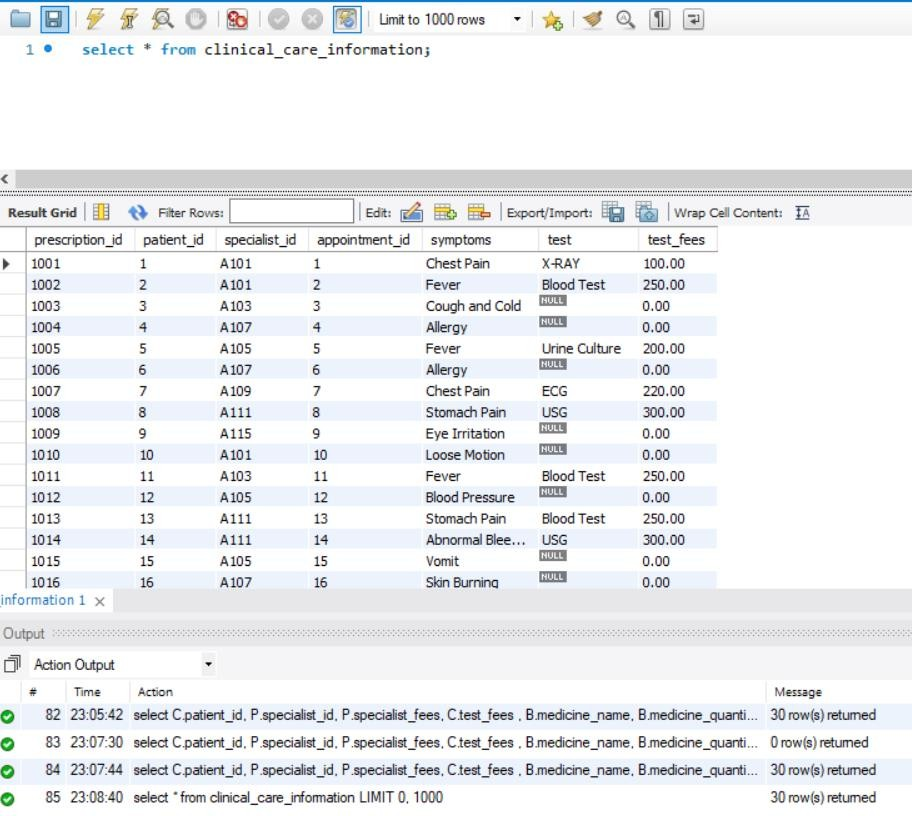 Limit to 1000 rows
1 select * from clinical_care_information;
Result Grid Filter Rows: Edit: Export/Import: Wrap Cell Content: IA
prescription_id patient_id specialist_id appointment_id symptoms test test_fees
1001 1 A101 1 Chest Pain X-RAY 100.00
1002 2 A101 2 Fever Blood Test 250.00
1003 3 A103 3 Cough and Cold NULL 0.00
1004 4 A107 4 Allergy NULL 0.00
1005 5 A105 5 Fever Urine Culture 200.00
1006 6 A107 6 Allergy NULL 0.00
1007 7 A109 7 Chest Pain ECG 220.00
1008 8 A111 8 Stomach Pain USG 300.00
1009 9 A115 9 Eye Irritation NULL 0.00
1010 10 A101 10 Loose Motion NULL 0.00
1011 11 A103 11 Fever Blood Test 250.00
1012 12 A105 12 Blood Pressure NULL 0.00
1013 13 A111 13 Stomach Pain Blood Test 250.00
1014 14 A111 14 Abnormal Blee... USG 300.00
1015 15 A105 15 Vomit NULL 0.00
1016 16 A107 16 Skin Burning NULL 0.00
_information 1
Output
Action Output
# Time Action Message
82 23:05:42 select C.patient_id, P.specialist_id, P.specialist_fees, C.test_fees , B.medicine_name, B.medicine_quanti... 30 row(s) returned
83 23:07:30 select C.patient_id, P.specialist_id, P.specialist_fees, C.test_fees , B.medicine_name, B.medicine_quanti... 0 row(s) returned
84 23:07:44 select C.patient_id, P.specialist_id, P.specialist_fees, C.test_fees , B.medicine_name, B.medicine_quanti... 30 row(s) returned
85 23:08:40 select * from clinical_care_information LIMIT 0, 1000 30 row(s) returned